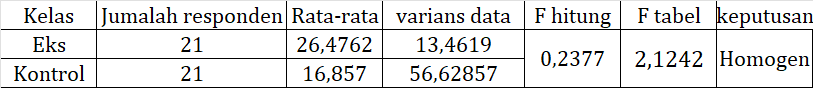 Kelas Jumalah responden Rata-rata varians data F hitung F tabel keputusan
Eks 21 26,4762 13,4619 0,2377 2,1242 Homogen
Kontrol 21 16,857 56,62857